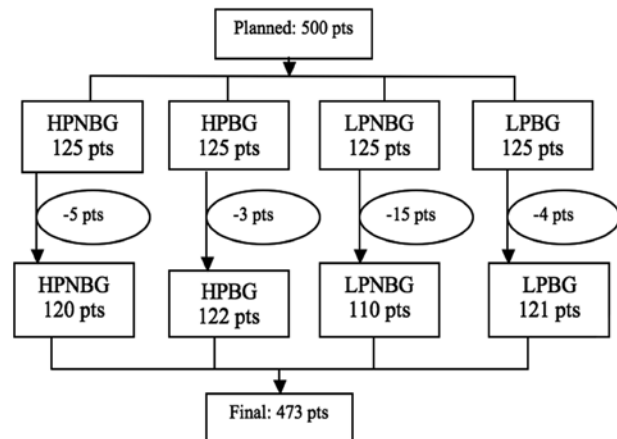 Planned: 500 pts
HPNBG
125 pts
HPBG
125 pts
LPNBG
125 pts
LPBG
125 pts
-5 pts
-3 pts
-15 pts
-4 pts
HPNBG
120 pts
HPBG
122 pts
LPNBG
110 pts
LPBG
121 pts
Final: 473 pts